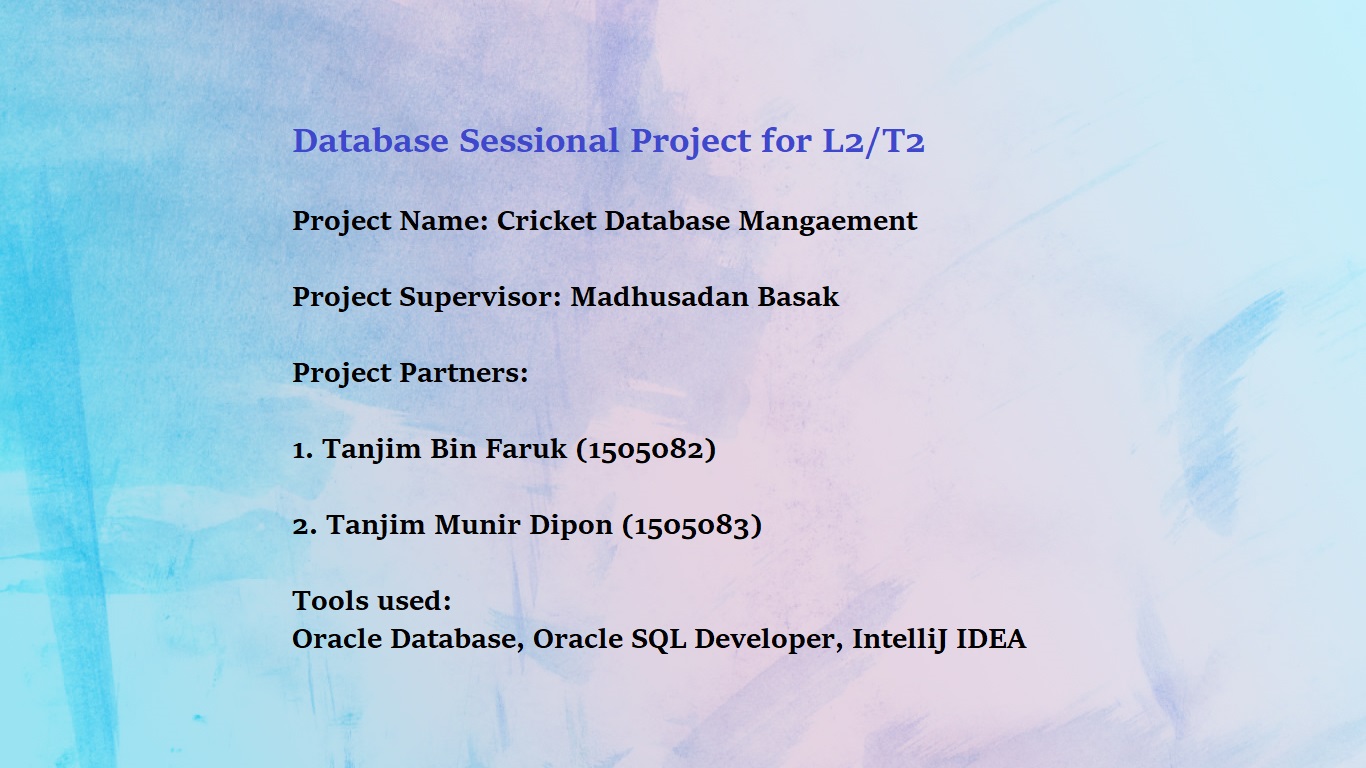 Database Sessional Project for L2/T2
Project Name: Cricket Database Mangaement
Project Supervisor: Madhusadan Basak
Project Partners:
1. Tanjim Bin Faruk (1505082)
2. Tanjim Munir Dipon (1505083)
Tools used:
Oracle Database, Oracle SQL Developer, IntelliJ IDEA